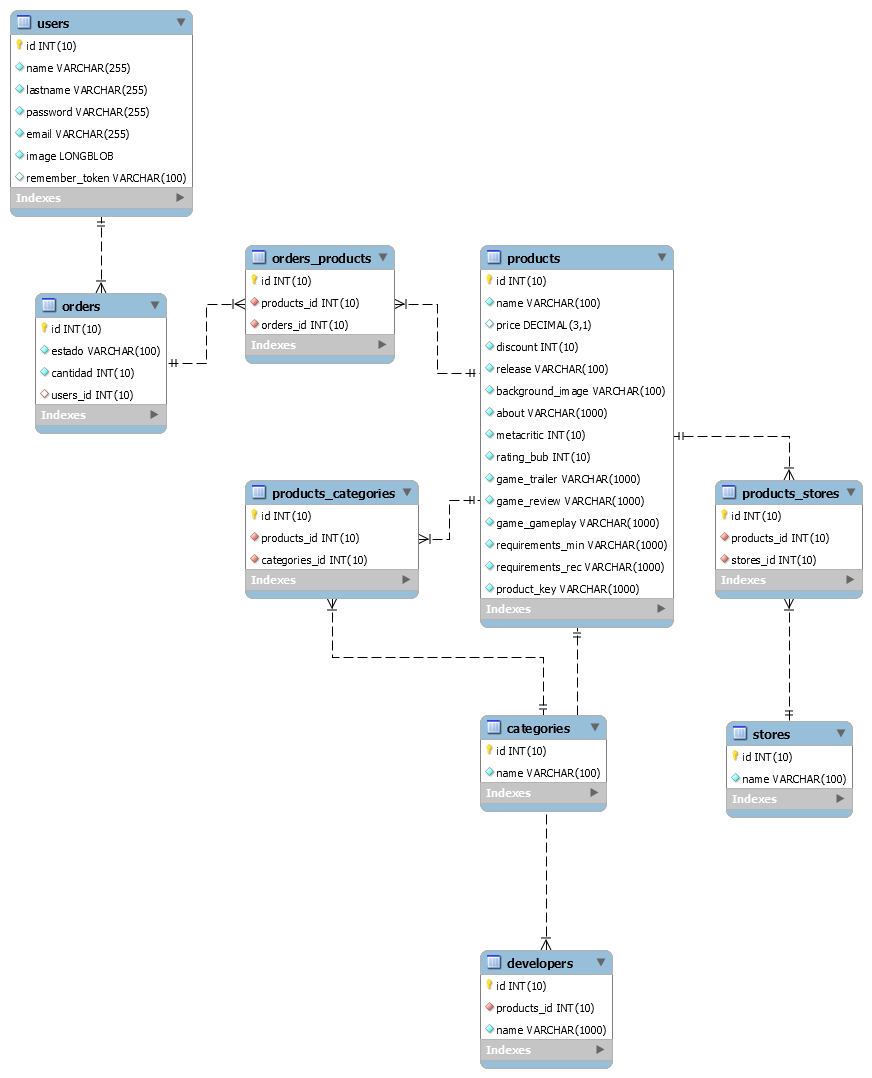 users
id INT(10)
name VARCHAR(255)
lastname VARCHAR(255)
password VARCHAR(255)
email VARCHAR(255)
image LONGBLOB
remember_token VARCHAR(100)
Indexes
orders
id INT(10)
estado VARCHAR(100)
cantidad INT(10)
users_id INT(10)
Indexes
orders_products
id INT(10)
products_id INT(10)
orders_id INT(10)
Indexes
products
id INT(10)
name VARCHAR(100)
price DECIMAL(3,1)
discount INT(10)
release VARCHAR(100)
background_image VARCHAR(100)
about VARCHAR(1000)
metacritic INT(10)
rating_bub INT(10)
game_trailer VARCHAR(1000)
game_review VARCHAR(1000)
game_gameplay VARCHAR(1000)
requirements_min VARCHAR(1000)
requirements_rec VARCHAR(1000)
product_key VARCHAR(1000)
Indexes
products_categories
id INT(10)
products_id INT(10)
categories_id INT(10)
Indexes
products_stores
id INT(10)
products_id INT(10)
stores_id INT(10)
Indexes
categories
id INT(10)
name VARCHAR(100)
Indexes
stores
id INT(10)
name VARCHAR(100)
Indexes
developers
id INT(10)
products_id INT(10)
name VARCHAR(1000)
Indexes